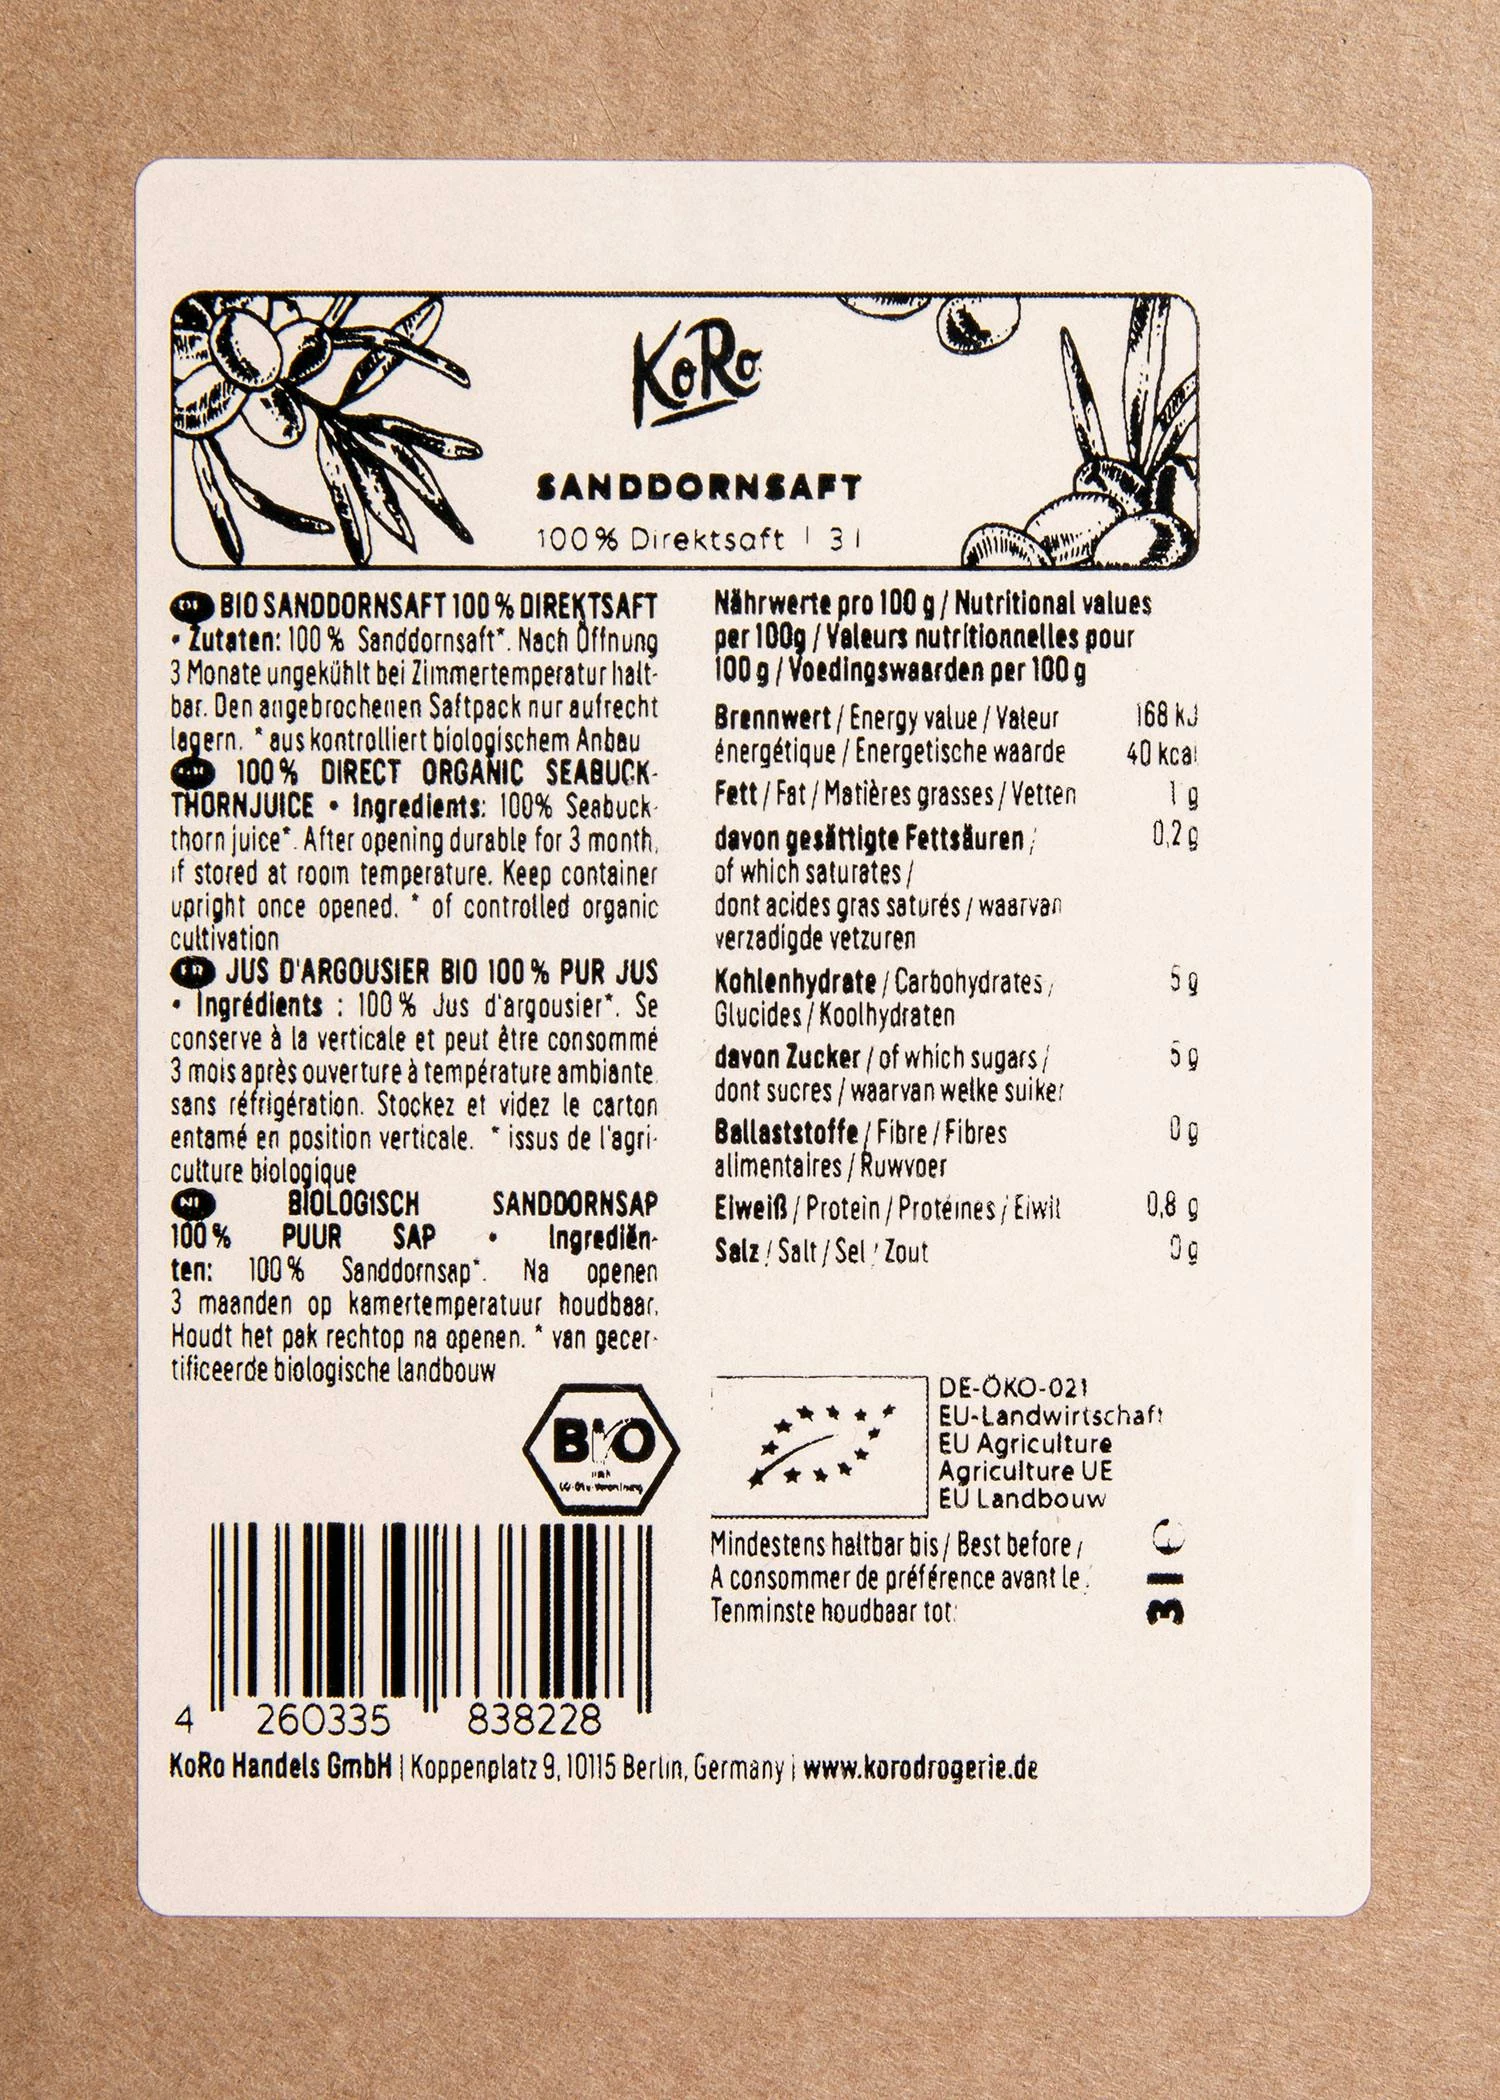 KoRo
SANDDORNSAFT
100 % Direktsaft | 3 l
DE BIO SANDDORNSAFT 100 % DIREKTSAFT
• Zutaten: 100 % Sanddornsaft*. Nach Öffnung
3 Monate ungekühlt bei Zimmertemperatur halt-
bar. Den angebrochenen Saftpack nur aufrecht
lagern. * aus kontrolliert biologischem Anbau
100 % DIRECT ORGANIC SEABUCK-
THORNJUICE • Ingredients: 100% Seabuck-
thorn juice*. After opening durable for 3 month,
if stored at room temperature. Keep container
upright once opened. * of controlled organic
cultivation
JUS D'ARGOUSIER BIO 100 % PUR JUS
• Ingrédients : 100 % Jus d'argousier*. Se
conserve à la verticale et peut être consommé
3 mois après ouverture à température ambiante
sans réfrigération. Stockez et videz le carton
entamé en position verticale. * issus de l'agri-
culture biologique
NL BIOLOGISCH SANDDORNSAP
100 % PUUR SAP • Ingrediën-
ten: 100 % Sanddornsap*. Na openen
3 maanden op kamertemperatuur houdbaar.
Houdt het pak rechtop na openen. * van gecer-
tificeerde biologische landbouw
Nährwerte pro 100 g / Nutritional values
per 100g / Valeurs nutritionnelles pour
100 g / Voedingswaarden per 100 g
Brennwert / Energy value / Valeur 168 kJ
énergétique / Energetische waarde 40 kcal
Fett / Fat / Matières grasses / Vetten 1 g
davon gesättigte Fettsäuren / 0,2 g
of which saturates /
dont acides gras saturés / waarvan
verzadigde vetzuren
Kohlenhydrate / Carbohydrates / 5 g
Glucides / Koolhydraten
davon Zucker / of which sugars / 5 g
dont sucres / waarvan welke suiker
Ballaststoffe / Fibre / Fibres 0 g
alimentaires / Ruwvoer
Eiweiß / Protein / Protéines / Eiwit 0,8 g
Salz / Salt / Sel / Zout 0 g
BIO
nach
EG-Öko-Verordnung
DE-ÖKO-021
EU-Landwirtschaft
EU Agriculture
Agriculture UE
EU Landbouw
Mindestens haltbar bis / Best before /
A consommer de préférence avant le /
Tenminste houdbaar tot:
3 l e
4 260335 838228
KoRo Handels GmbH | Koppenplatz 9, 10115 Berlin, Germany | www.korodrogerie.de